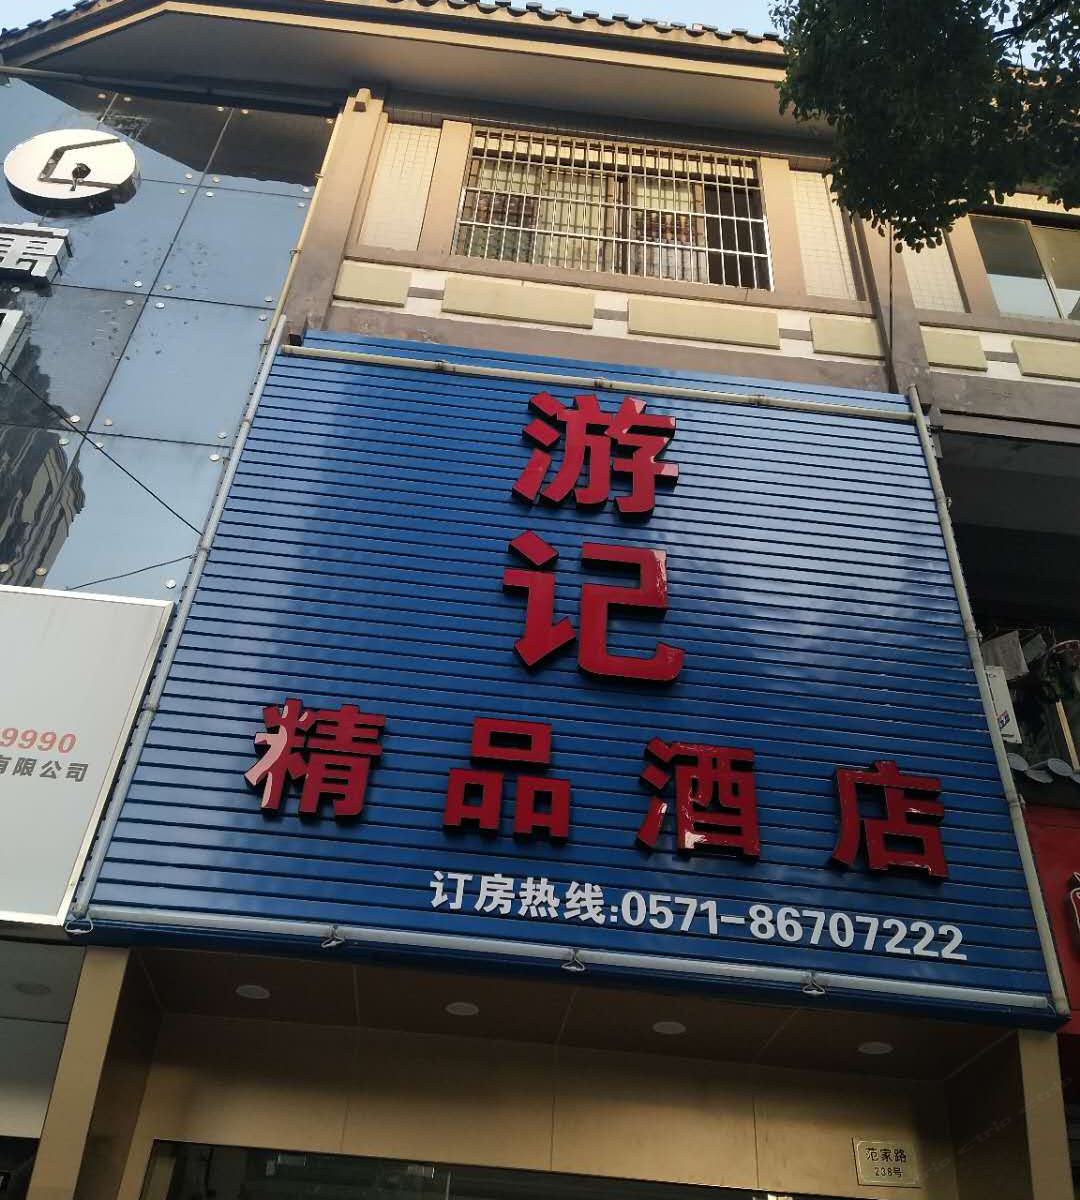 寓
游
记
精品酒店
订房热线:0571-86707222
9990
有限公司
范家路
238号